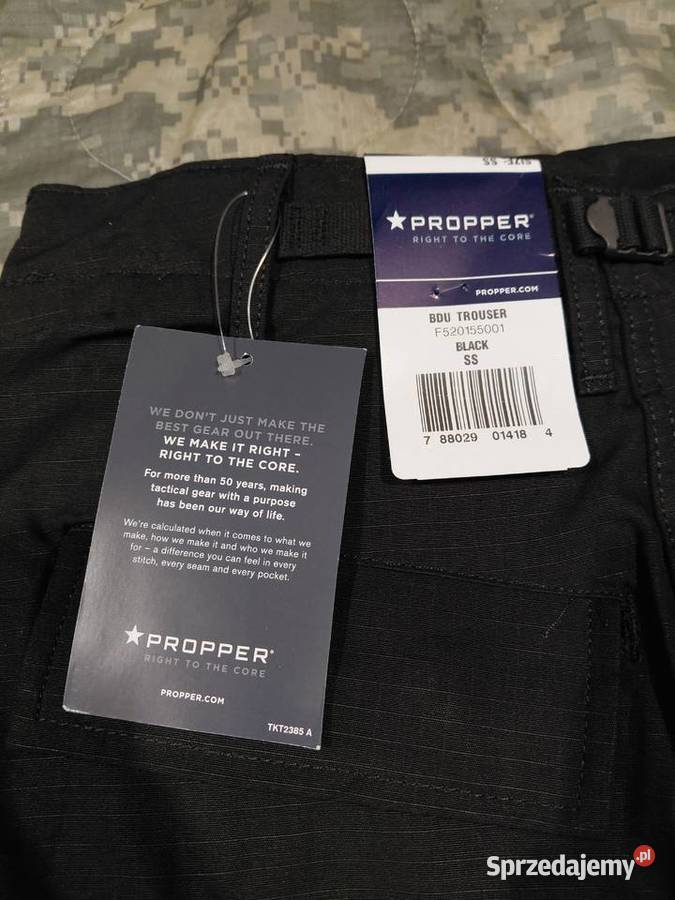 SIZE: SS
PROPPER®
RIGHT TO THE CORE
PROPPER.COM
BDU TROUSER
F520155001
BLACK
SS
7 88029 01418 4
WE DON'T JUST MAKE THE
BEST GEAR OUT THERE.
WE MAKE IT RIGHT –
RIGHT TO THE CORE.
For more than 50 years, making
tactical gear with a purpose
has been our way of life.
We're calculated when it comes to what we
make, how we make it and who we make it
for – a difference you can feel in every
stitch, every seam and every pocket.
PROPPER®
RIGHT TO THE CORE
PROPPER.COM
TKT2385 A
Sprzedajemy.pl